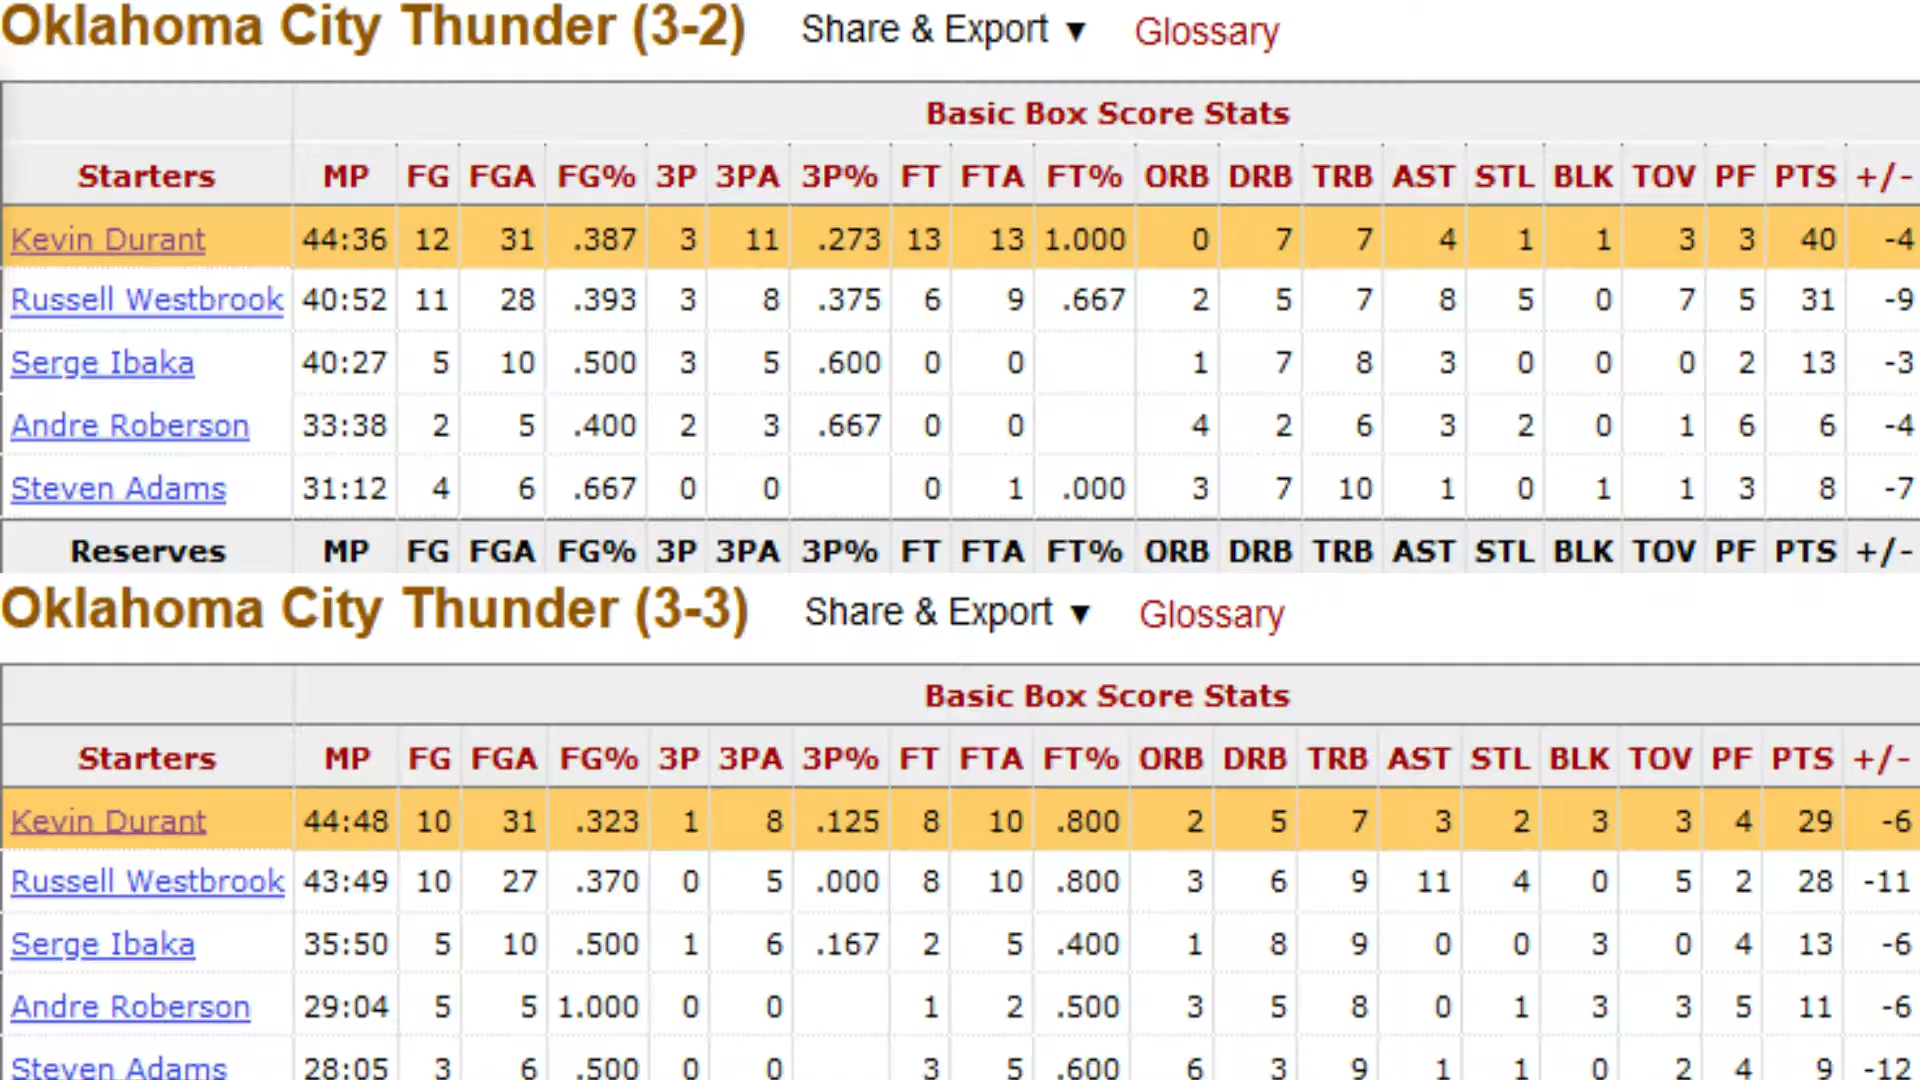 Oklahoma City Thunder (3-2) Share & Export ▼ Glossary
Basic Box Score Stats
Starters MP FG FGA FG% 3P 3PA 3P% FT FTA FT% ORB DRB TRB AST STL BLK TOV PF PTS +/-
Kevin Durant 44:36 12 31 .387 3 11 .273 13 13 1.000 0 7 7 4 1 1 3 3 40 -4
Russell Westbrook 40:52 11 28 .393 3 8 .375 6 9 .667 2 5 7 8 5 0 7 5 31 -9
Serge Ibaka 40:27 5 10 .500 3 5 .600 0 0 1 7 8 3 0 0 0 2 13 -3
Andre Roberson 33:38 2 5 .400 2 3 .667 0 0 4 2 6 3 2 0 1 6 6 -4
Steven Adams 31:12 4 6 .667 0 0 0 1 .000 3 7 10 1 0 1 1 3 8 -7
Reserves MP FG FGA FG% 3P 3PA 3P% FT FTA FT% ORB DRB TRB AST STL BLK TOV PF PTS +/-
Oklahoma City Thunder (3-3) Share & Export ▼ Glossary
Basic Box Score Stats
Starters MP FG FGA FG% 3P 3PA 3P% FT FTA FT% ORB DRB TRB AST STL BLK TOV PF PTS +/-
Kevin Durant 44:48 10 31 .323 1 8 .125 8 10 .800 2 5 7 3 2 3 3 4 29 -6
Russell Westbrook 43:49 10 27 .370 0 5 .000 8 10 .800 3 6 9 11 4 0 5 2 28 -11
Serge Ibaka 35:50 5 10 .500 1 6 .167 2 5 .400 1 8 9 0 0 3 0 4 13 -6
Andre Roberson 29:04 5 5 1.000 0 0 1 2 .500 3 5 8 0 1 3 3 5 11 -6
Steven Adams 28:05 3 6 .500 0 0 3 5 .600 6 3 9 1 1 0 2 4 9 -12